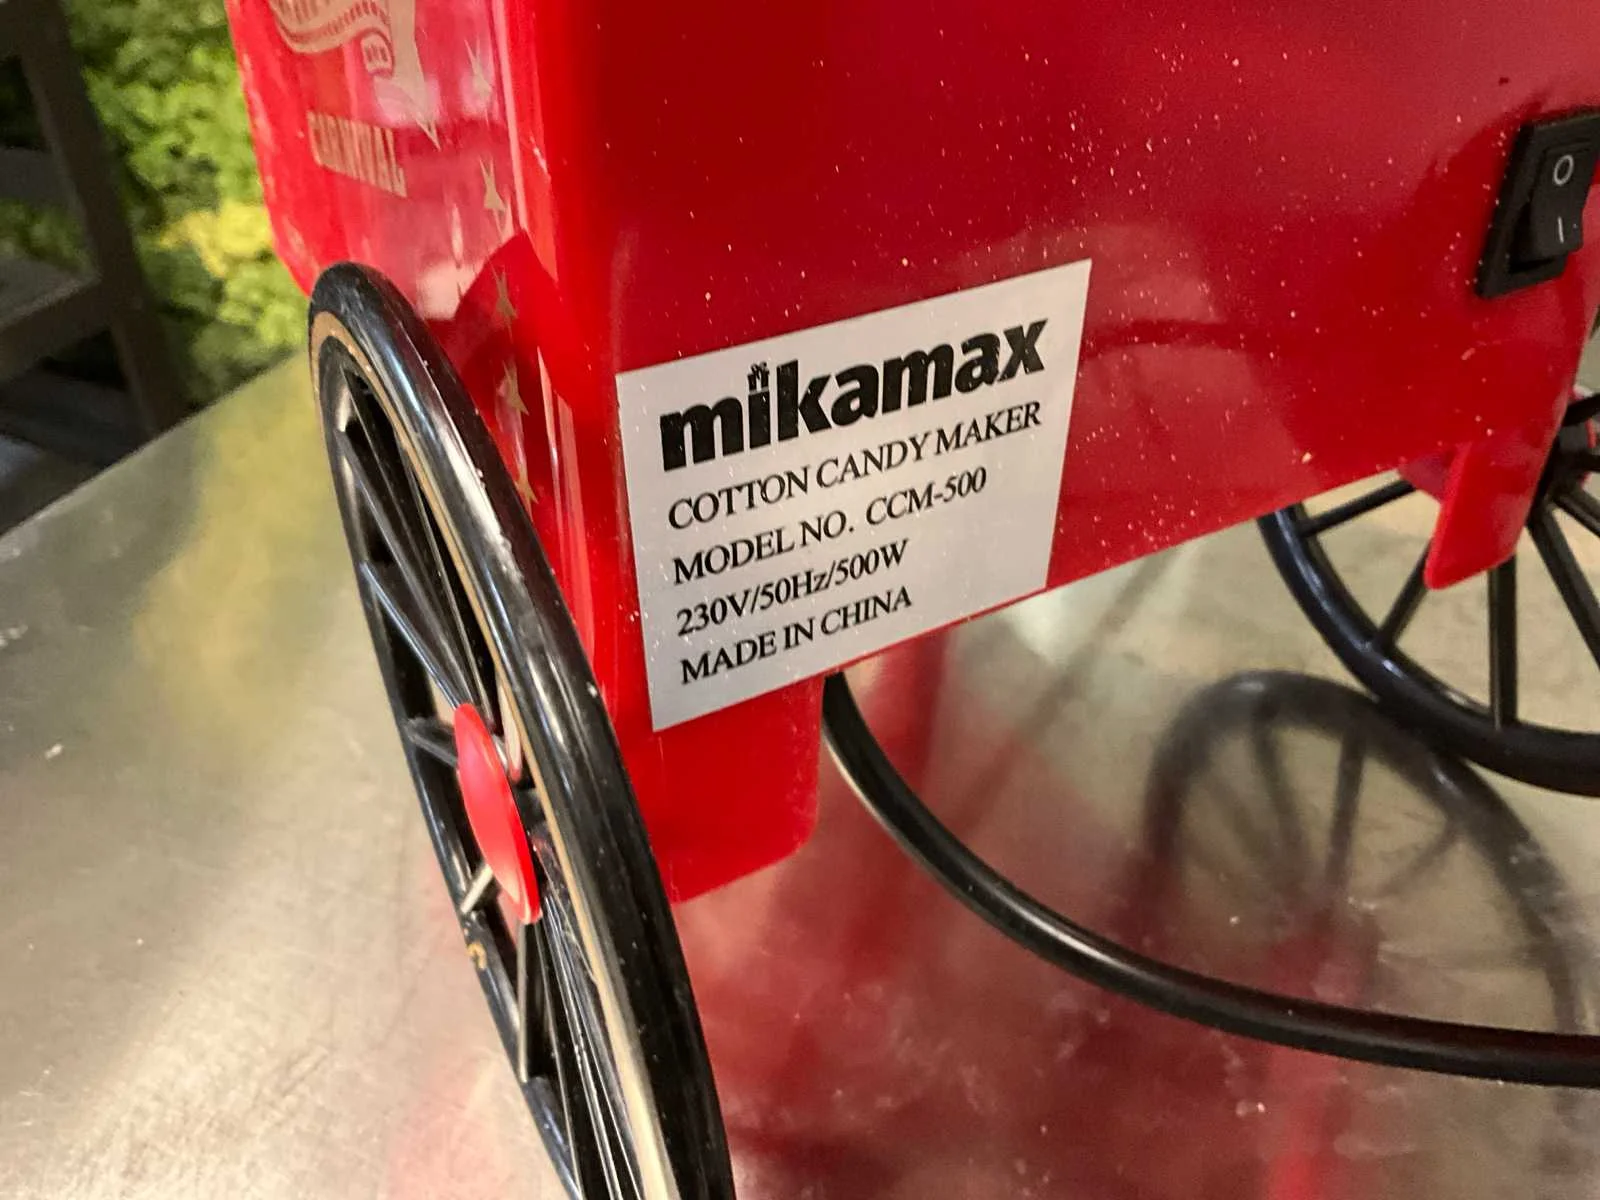 CARNIVAL
mikamax
COTTON CANDY MAKER
MODEL NO. CCM-500
230V/50Hz/500W
MADE IN CHINA
O
I